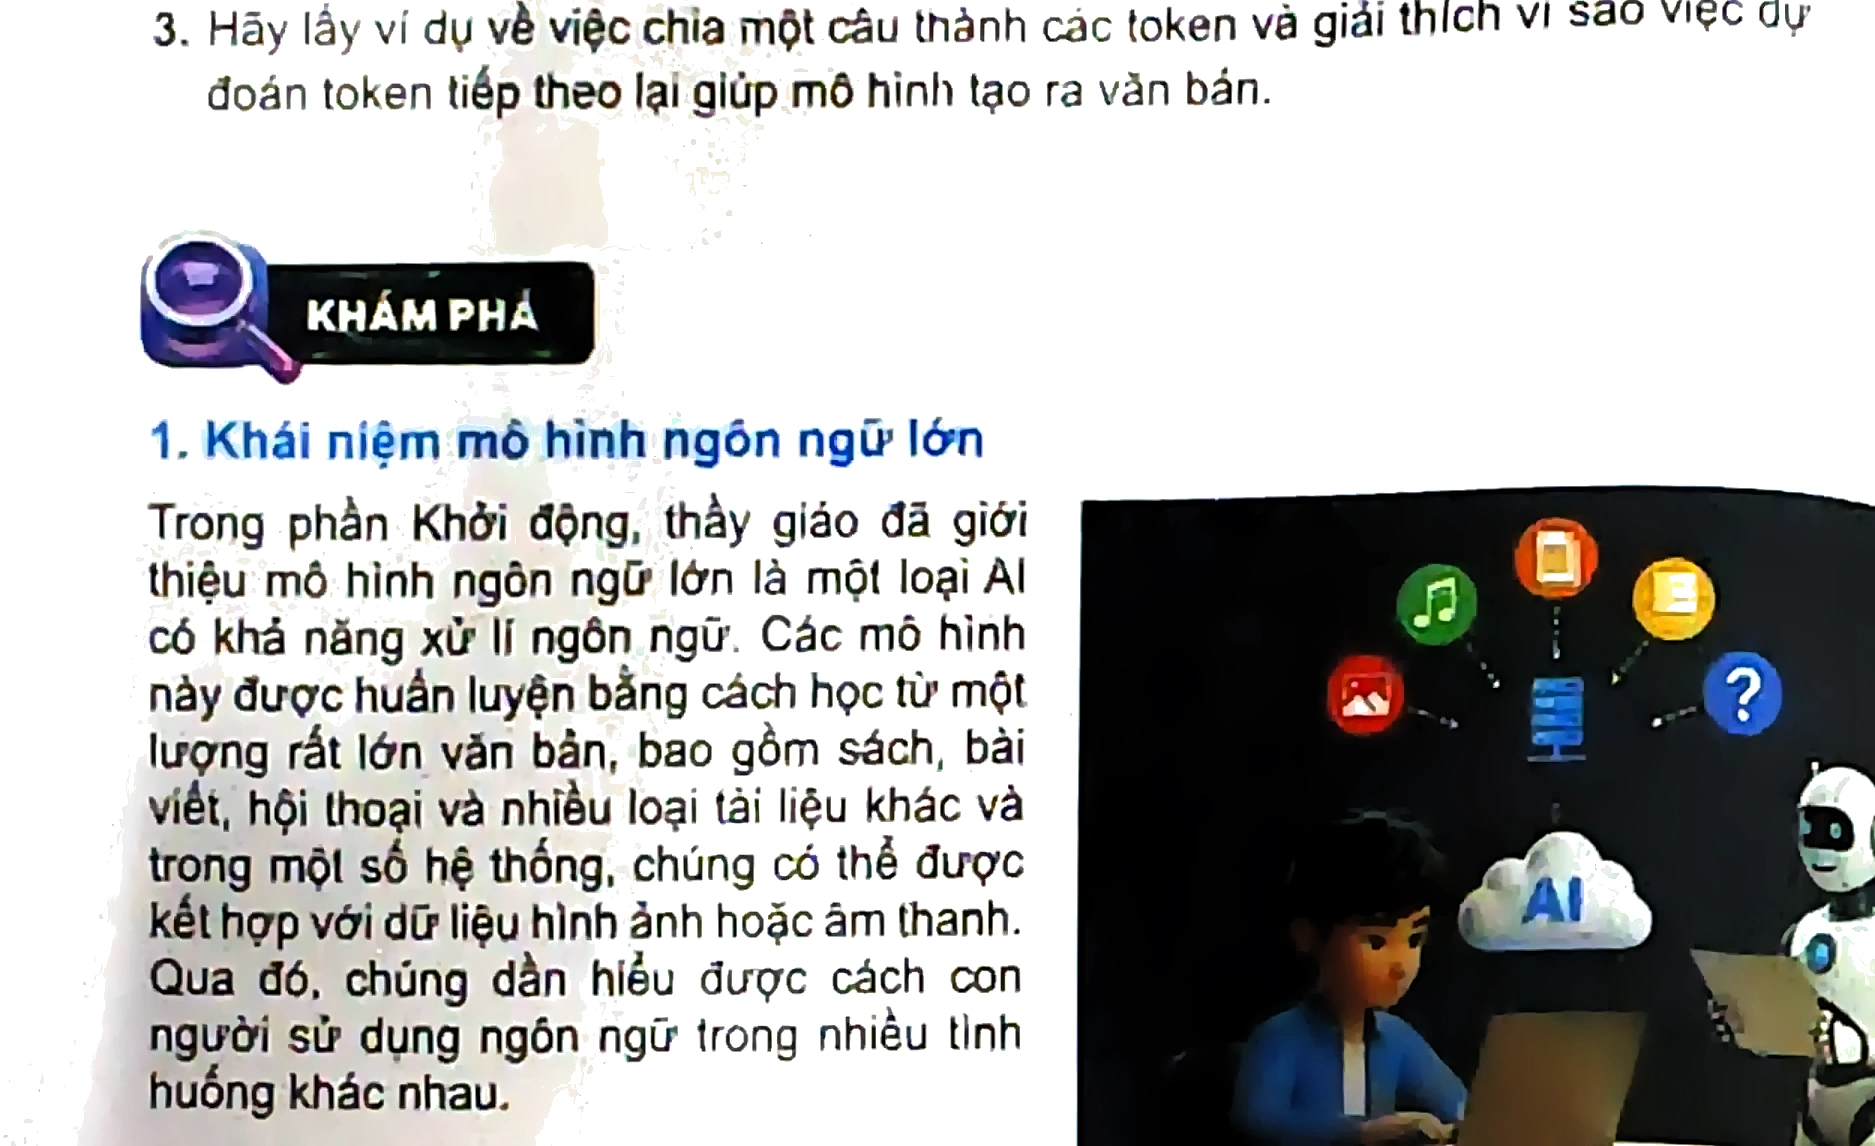 3. Hãy lấy ví dụ về việc chia một câu thành các token và giải thích vì sao việc dự
đoán token tiếp theo lại giúp mô hình tạo ra văn bản.
KHÁM PHÁ
1. Khái niệm mô hình ngôn ngữ lớn
Trong phần Khởi động, thầy giáo đã giới
thiệu mô hình ngôn ngữ lớn là một loại AI
có khả năng xử lí ngôn ngữ. Các mô hình
này được huấn luyện bằng cách học từ một
lượng rất lớn văn bản, bao gồm sách, bài
viết, hội thoại và nhiều loại tài liệu khác và
trong một số hệ thống, chúng có thể được
kết hợp với dữ liệu hình ảnh hoặc âm thanh.
Qua đó, chúng dần hiểu được cách con
người sử dụng ngôn ngữ trong nhiều tình
huống khác nhau.
?
AI